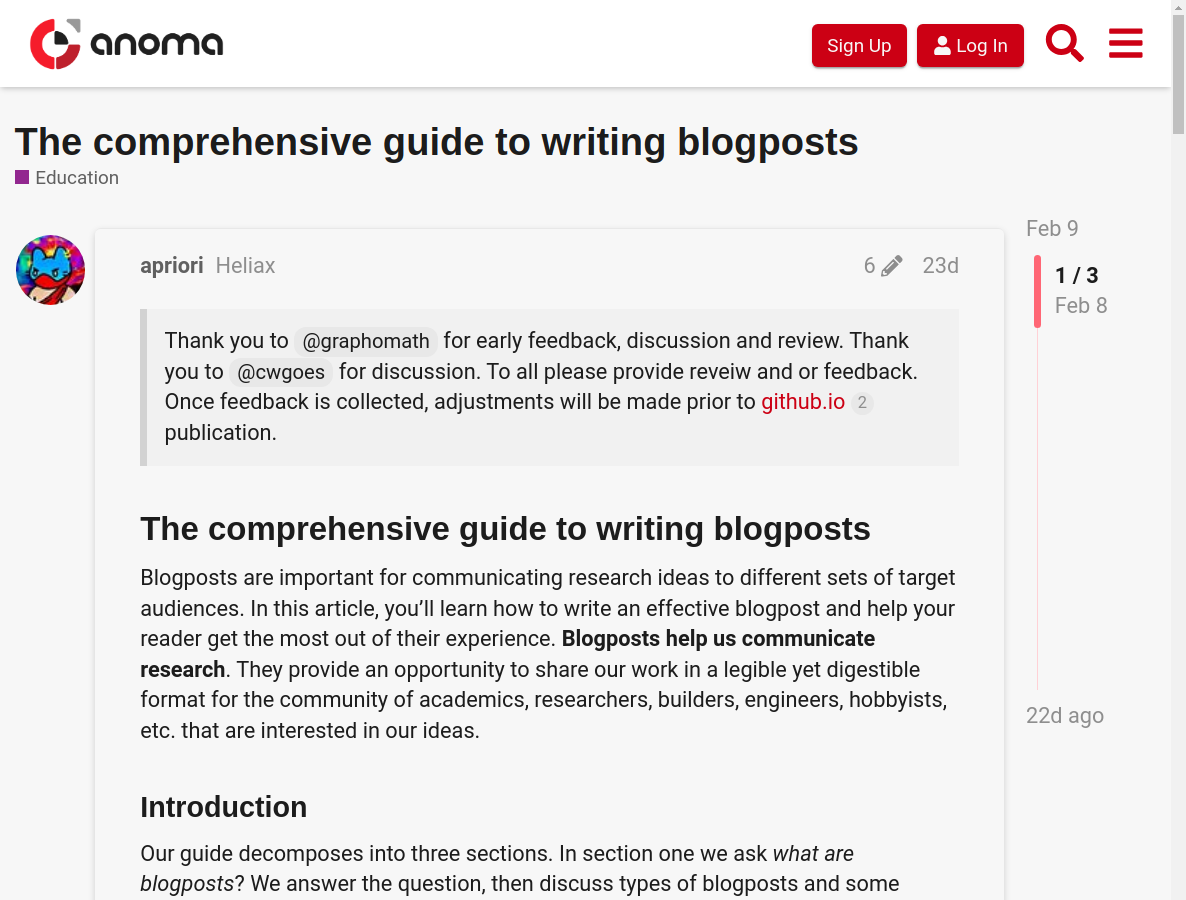 anoma
Sign Up
Log In
The comprehensive guide to writing blogposts
Education
Feb 9
apriori Heliax
6
23d
1 / 3
Feb 8
Thank you to @graphomath for early feedback, discussion and review. Thank
you to @cwgoes for discussion. To all please provide reveiw and or feedback.
Once feedback is collected, adjustments will be made prior to github.io 2
publication.
The comprehensive guide to writing blogposts
Blogposts are important for communicating research ideas to different sets of target
audiences. In this article, you’ll learn how to write an effective blogpost and help your
reader get the most out of their experience. Blogposts help us communicate
research. They provide an opportunity to share our work in a legible yet digestible
format for the community of academics, researchers, builders, engineers, hobbyists,
etc. that are interested in our ideas.
22d ago
Introduction
Our guide decomposes into three sections. In section one we ask what are
blogposts? We answer the question, then discuss types of blogposts and some